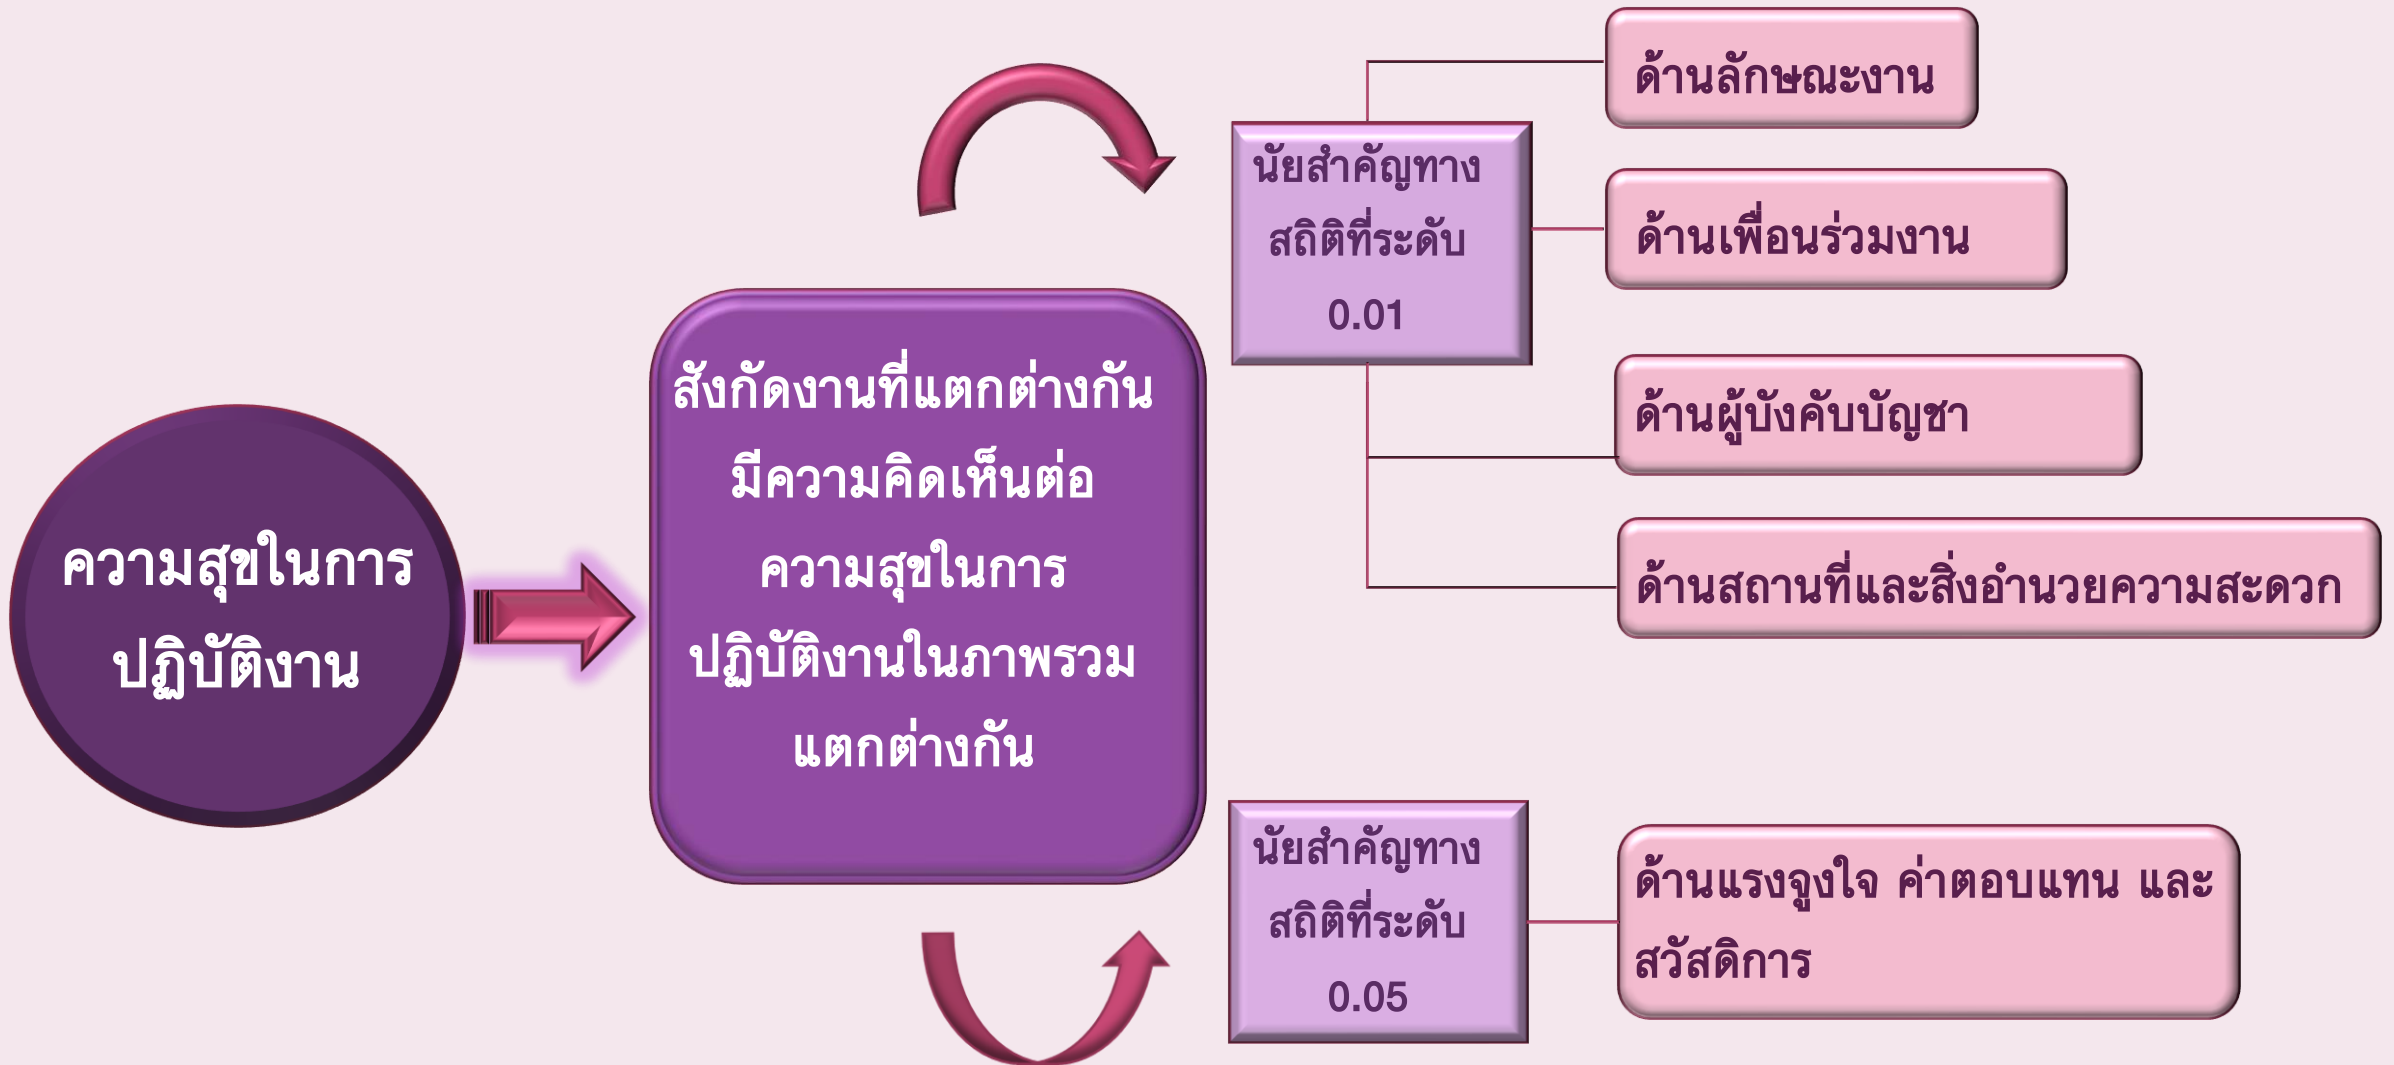 ความสุขในการ
ปฏิบัติงาน
สังกัดงานที่แตกต่างกัน
มีความคิดเห็นต่อ
ความสุขในการ
ปฏิบัติงานในภาพรวม
แตกต่างกัน
นัยสำคัญทาง
สถิติที่ระดับ
0.01
ด้านลักษณะงาน
ด้านเพื่อนร่วมงาน
ด้านผู้บังคับบัญชา
ด้านสถานที่และสิ่งอำนวยความสะดวก
นัยสำคัญทาง
สถิติที่ระดับ
0.05
ด้านแรงจูงใจ ค่าตอบแทน และ
สวัสดิการ